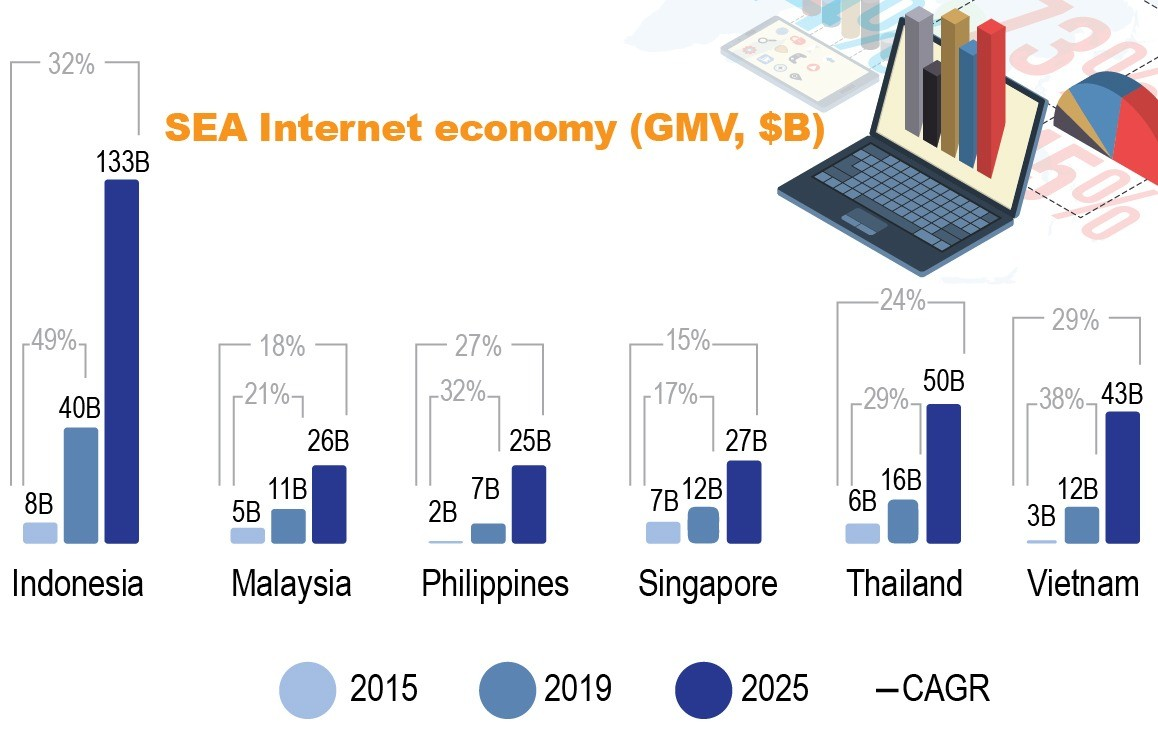 SEA Internet economy (GMV, $B)
73%
15%
32%
49%
133B
40B
8B
Indonesia
18%
21%
26B
11B
5B
Malaysia
27%
32%
25B
7B
2B
Philippines
15%
17%
27B
12B
7B
Singapore
24%
29%
50B
16B
6B
Thailand
29%
38%
43B
12B
3B
Vietnam
2015 2019 2025 —CAGR